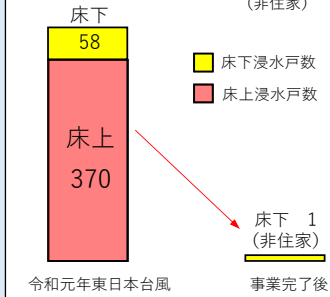 (非住家)
床下
58
床下浸水戸数
床上浸水戸数
床上
370
床下 1
(非住家)
令和元年東日本台風
事業完了後